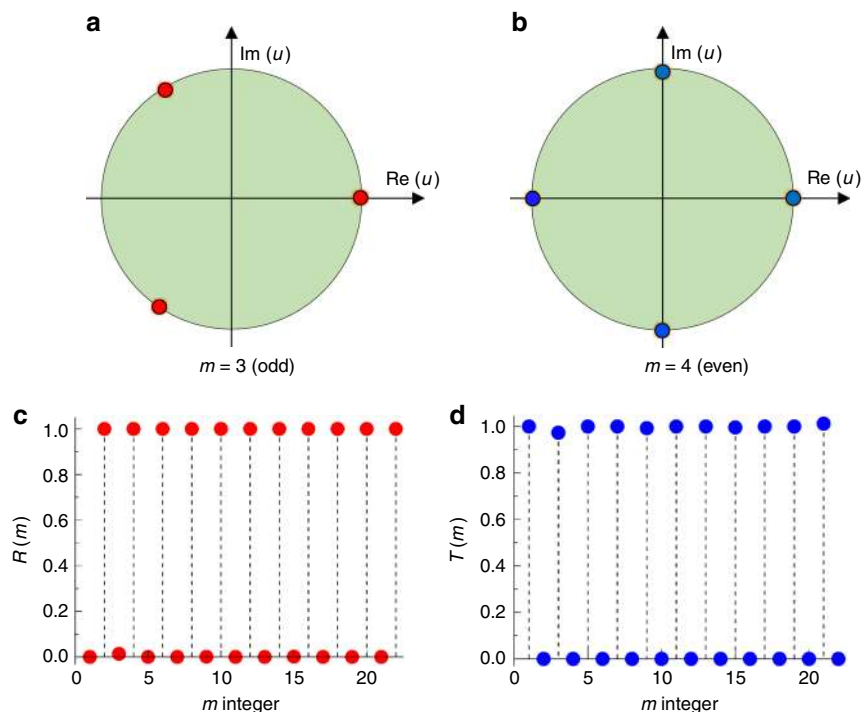 a
Im (u)
Re (u)
m = 3 (odd)
b
Im (u)
Re (u)
m = 4 (even)
c
R (m)
1.0
0.8
0.6
0.4
0.2
0.0
0 5 10 15 20
m integer
d
T (m)
1.0
0.8
0.6
0.4
0.2
0.0
0 5 10 15 20
m integer